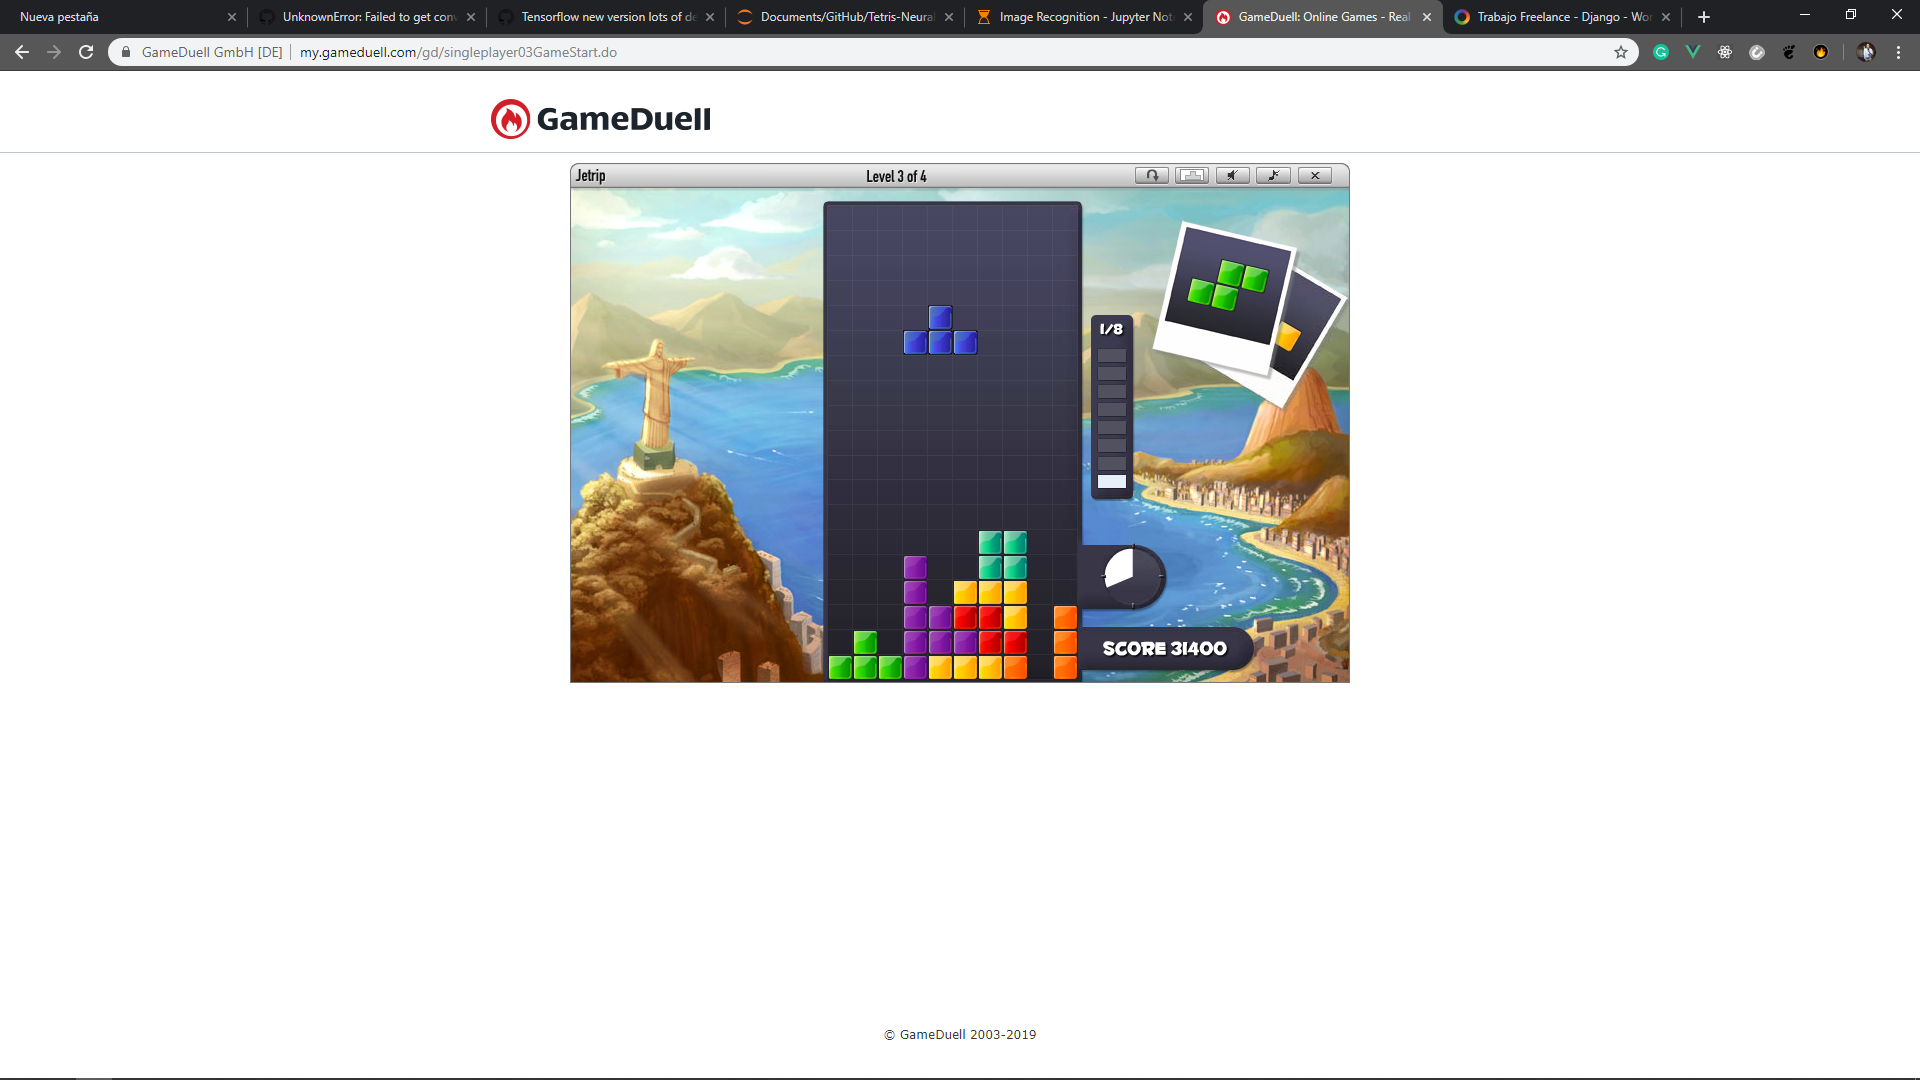 Nueva pestaña
UnknownError: Failed to get con
Tensorflow new version lots of de
Documents/GitHub/Tetris-Neural
Image Recognition - Jupyter Not
GameDuell: Online Games - Real
Trabajo Freelance - Django - Wor
GameDuell GmbH [DE]
my.gameduell.com/gd/singleplayer03GameStart.do
GameDuell
Jetrip
Level 3 of 4
1/8
SCORE 31400
© GameDuell 2003-2019